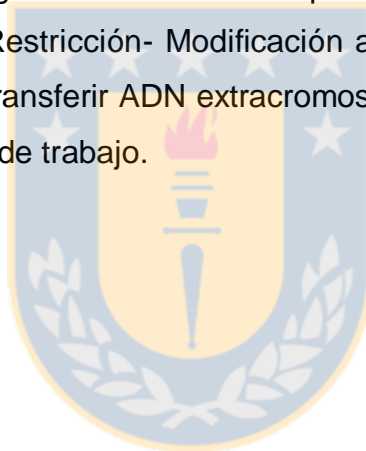 Restricción- Modificación a
ransferir ADN extracromos
de trabajo.